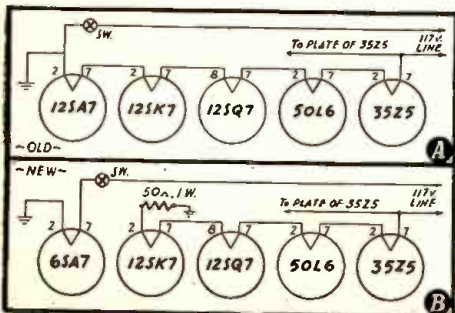 SW.
117V. LINE
To PLATE OF 35Z5
2 7 2 7 8 7 2 7 2 7
12SA7 12SK7 12SQ7 50L6 35Z5
~OLD~ A
~NEW~ SW.
117V. LINE
50Ω, 1W.
To PLATE OF 35Z5
2 7 2 7 8 7 2 7 2 7
6SA7 12SK7 12SQ7 50L6 35Z5
B